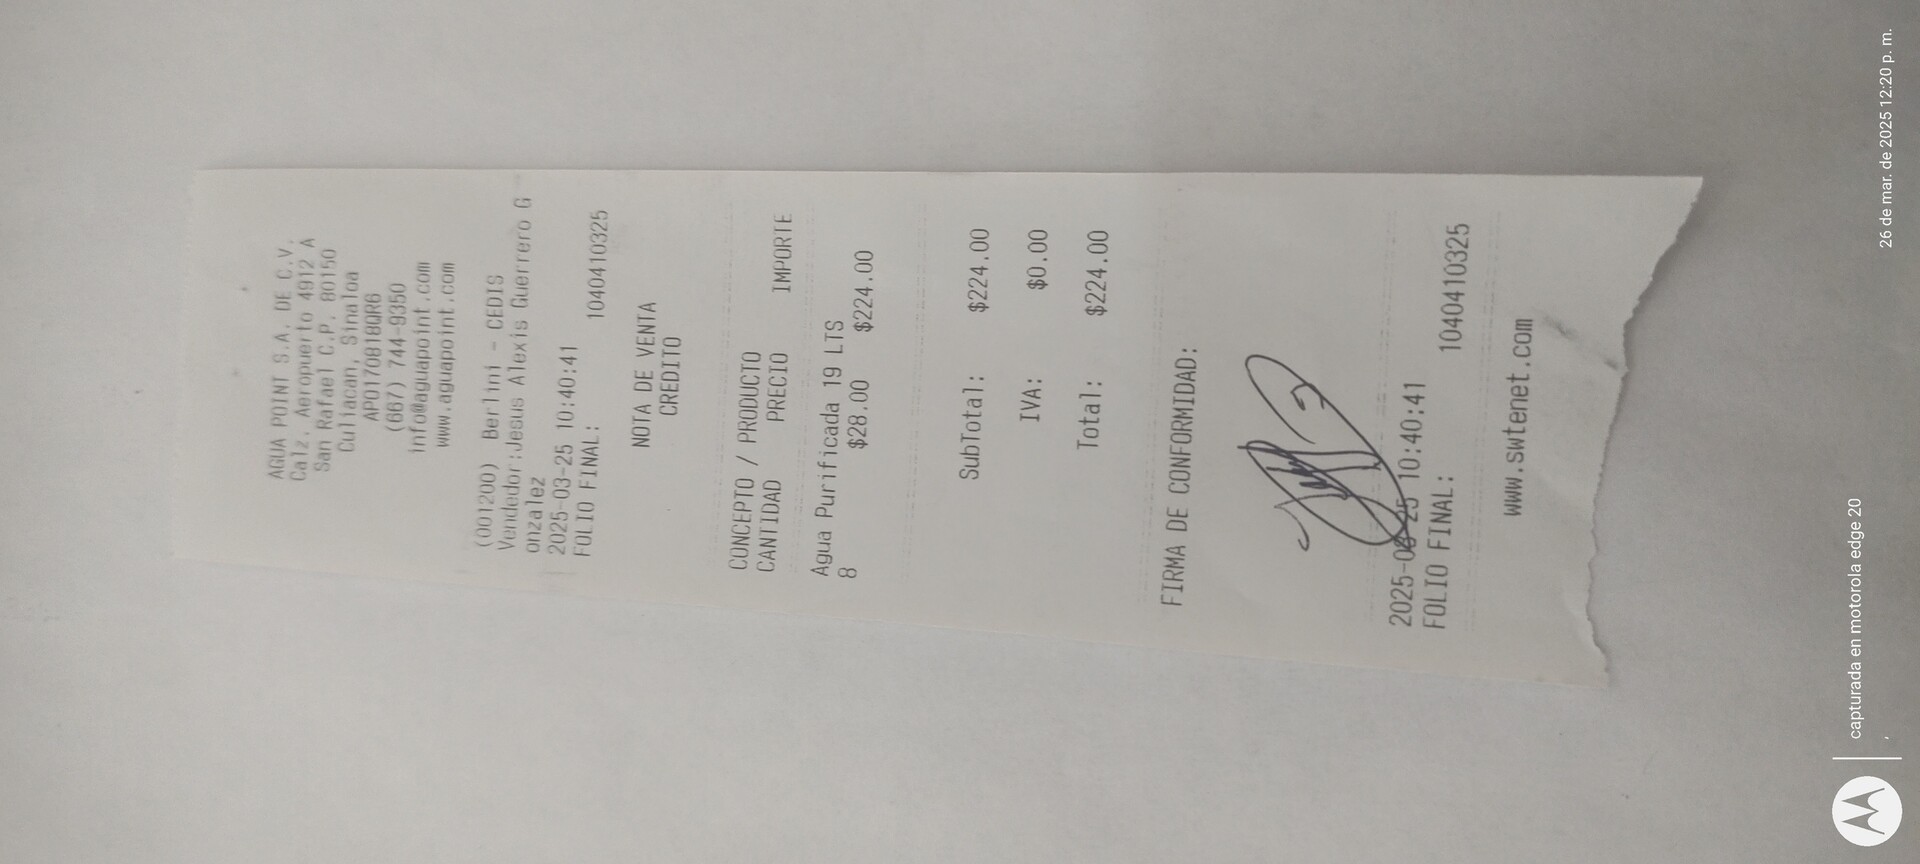 AGUA POINT S.A. DE C.V.
Calz. Aeropuerto 4912 A
San Rafael C.P. 80150
Culiacan, Sinaloa
APO170818QR6
(667) 744-9350
info@aguapoint.com
www.aguapoint.com
(001200) Berlini - CEDIS
Vendedor:Jesus Alexis Guerrero G
onzalez
2025-03-25 10:40:41
FOLIO FINAL: 1040410325
NOTA DE VENTA
CREDITO
CONCEPTO / PRODUCTO
CANTIDAD PRECIO IMPORTE
Agua Purificada 19 LTS
8 $28.00 $224.00
SubTotal: $224.00
IVA: $0.00
Total: $224.00
FIRMA DE CONFORMIDAD:
2025-03-25 10:40:41
FOLIO FINAL: 1040410325
www.swtenet.com
capturada en motorola edge 20
26 de mar. de 2025 12:20 p. m.